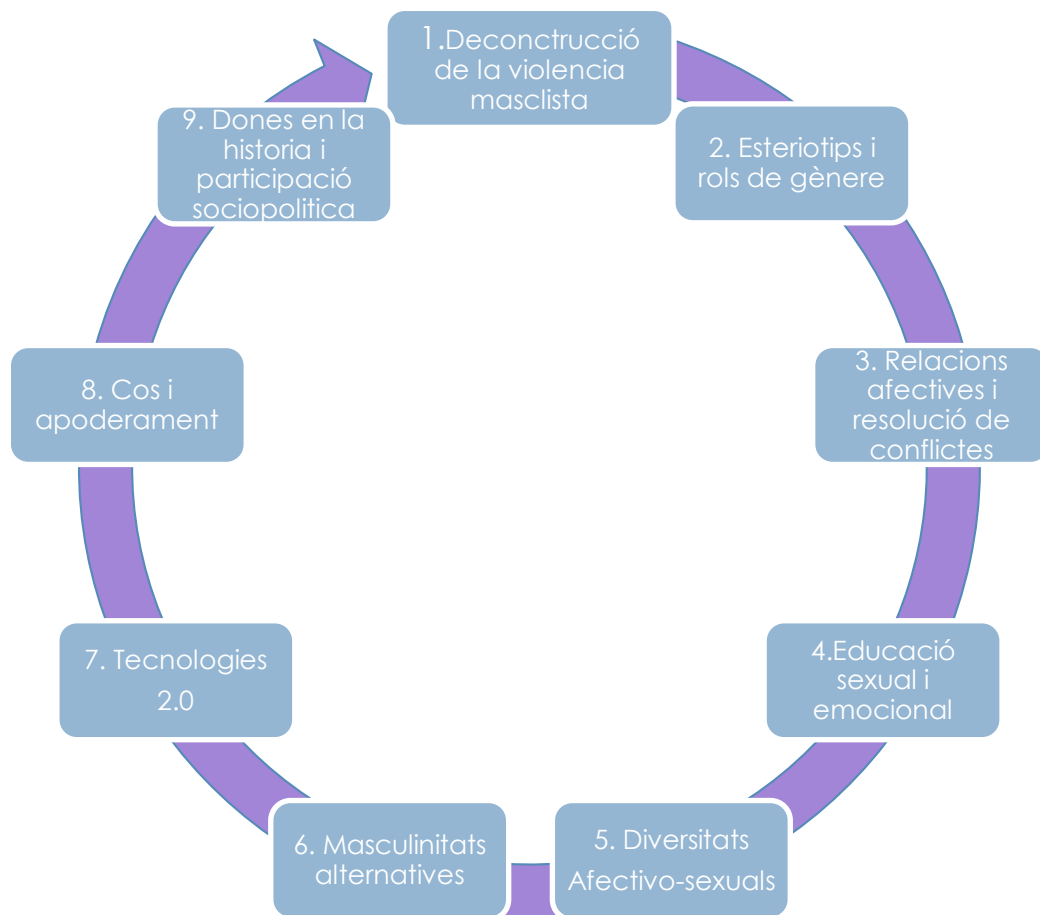 1.Deconctrucció
de la violencia
masclista
2. Esteriotips i
rols de gènere
3. Relacions
afectives i
resolució de
conflictes
4.Educació
sexual i
emocional
5. Diversitats
Afectivo-sexuals
6. Masculinitats
alternatives
7. Tecnologies
2.0
8. Cos i
apoderament
9. Dones en la
historia i
participació
sociopolitica